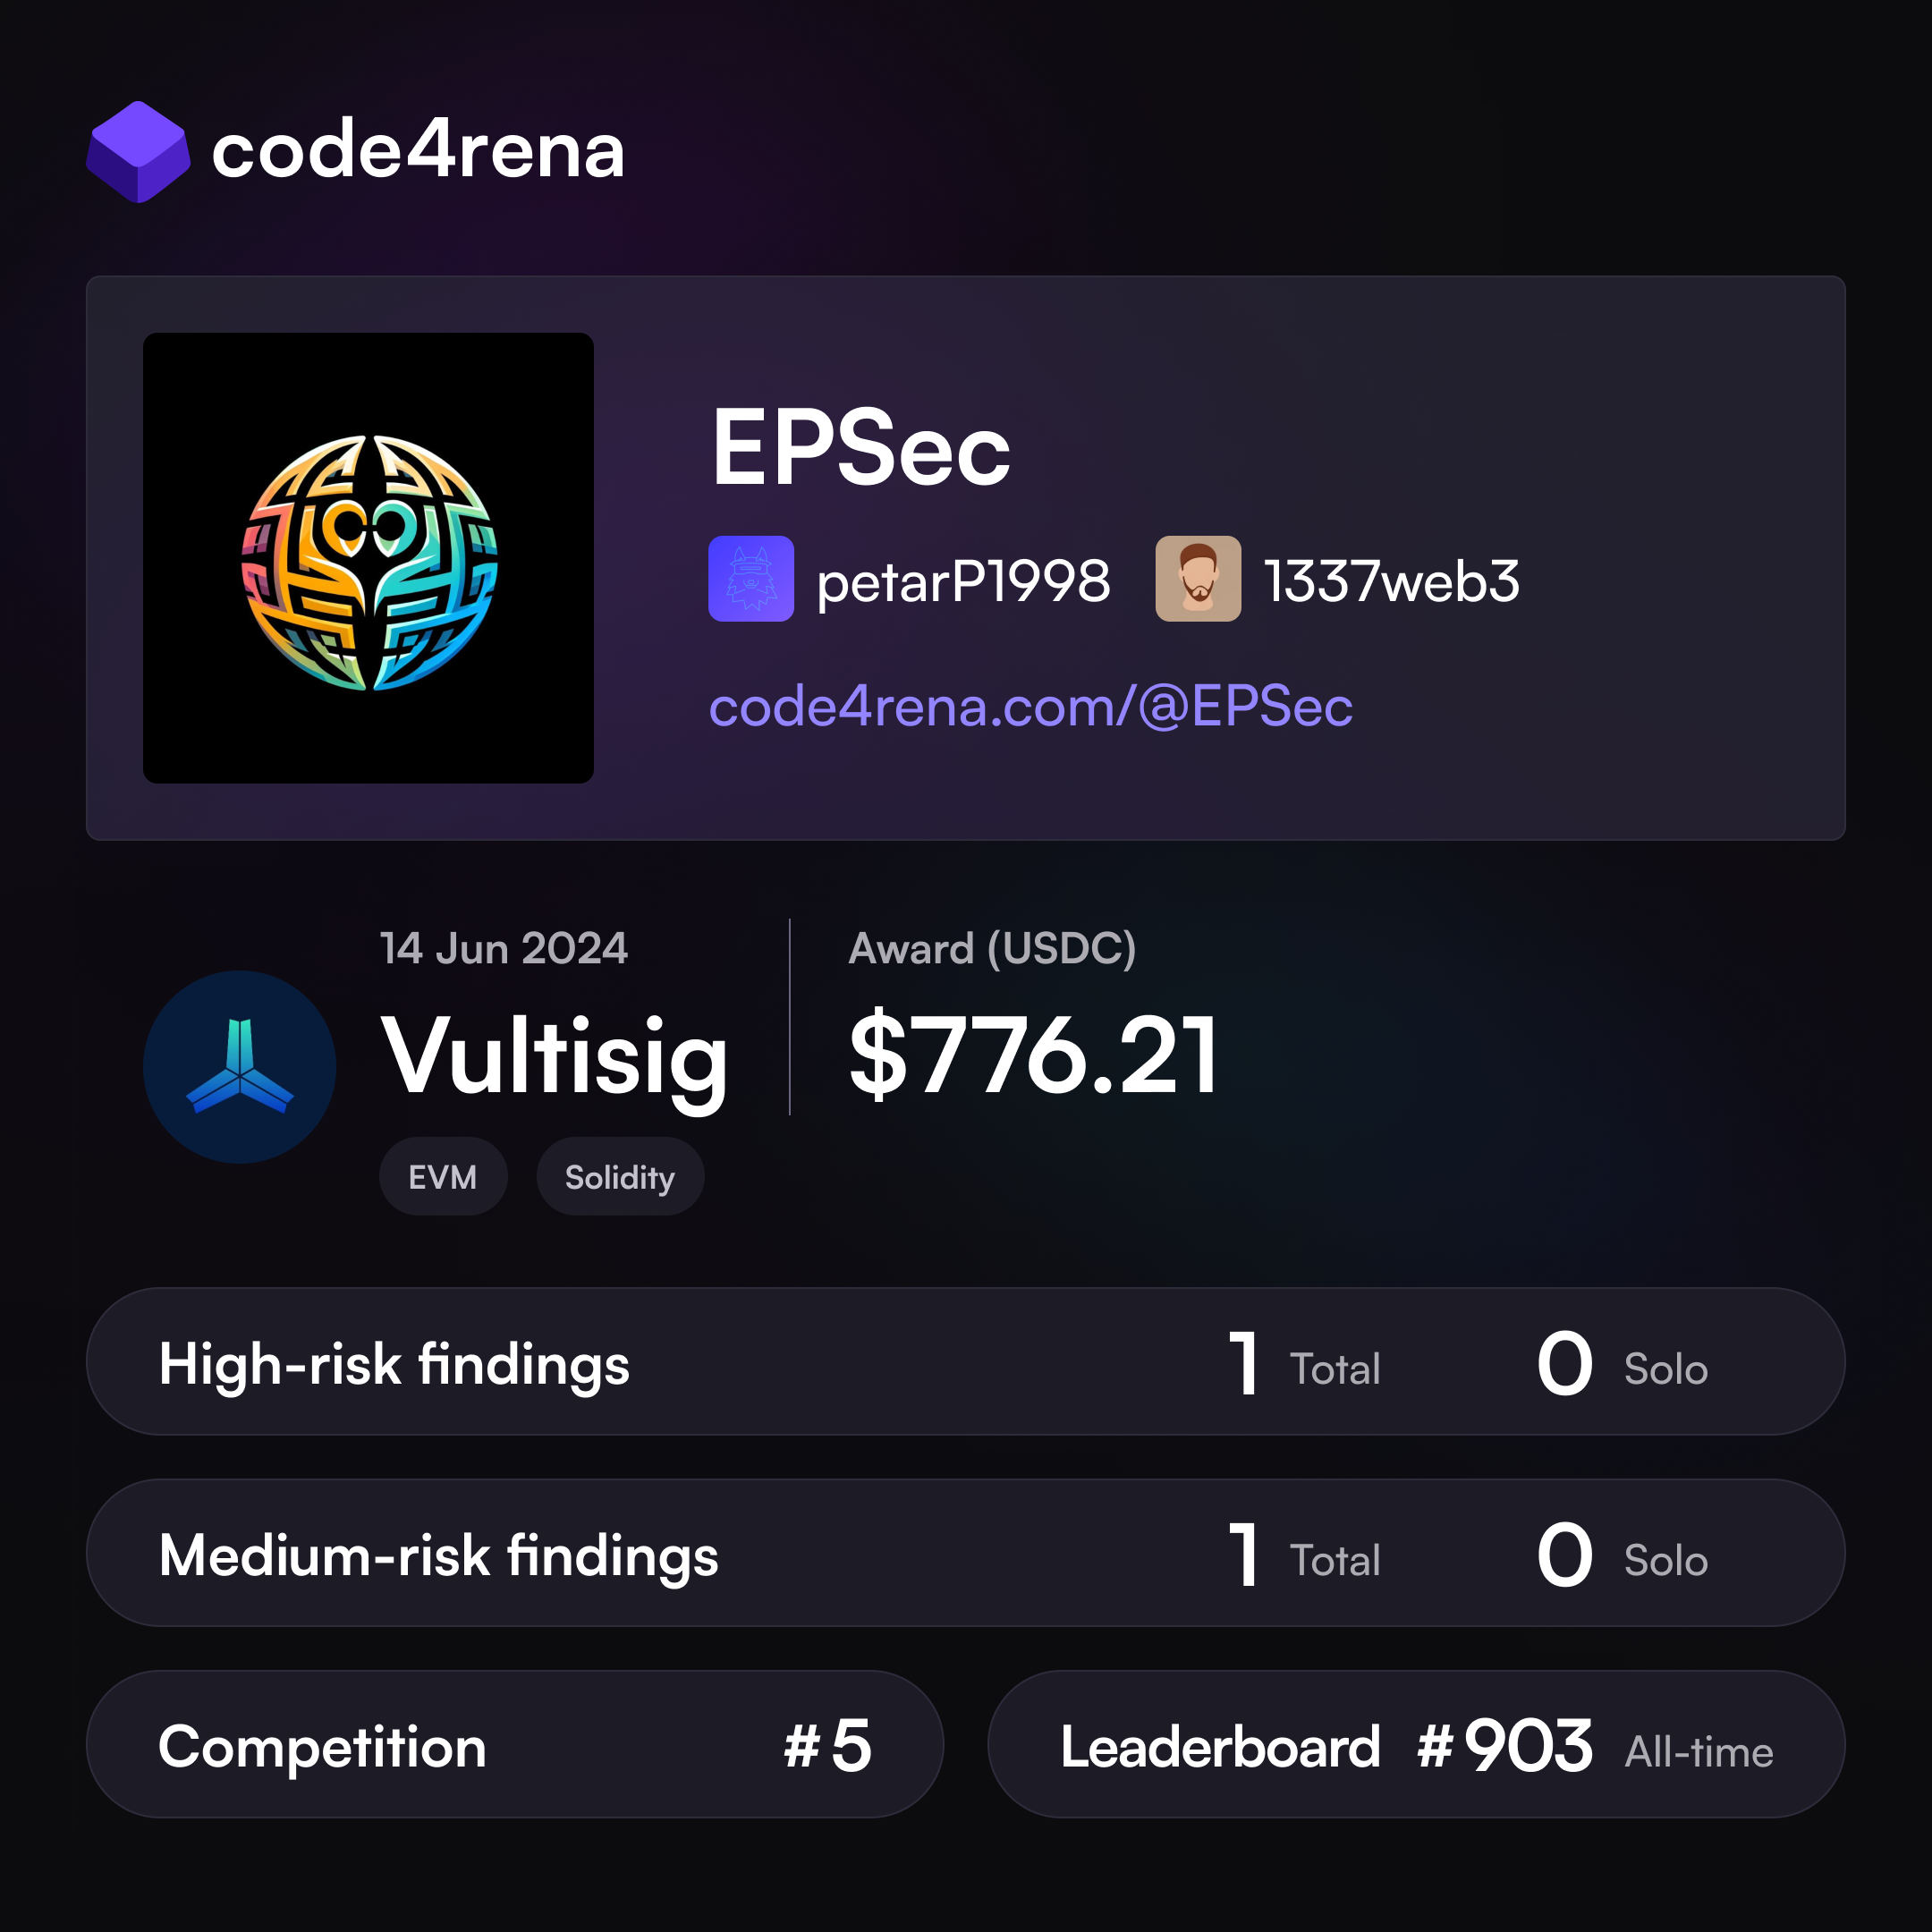 code4rena
EPSec
petarP1998 1337web3
code4rena.com/@EPSec
14 Jun 2024
Vultisig
EVM Solidity
Award (USDC)
$776.21
High-risk findings 1 Total 0 Solo
Medium-risk findings 1 Total 0 Solo
Competition #5
Leaderboard #903 All-time